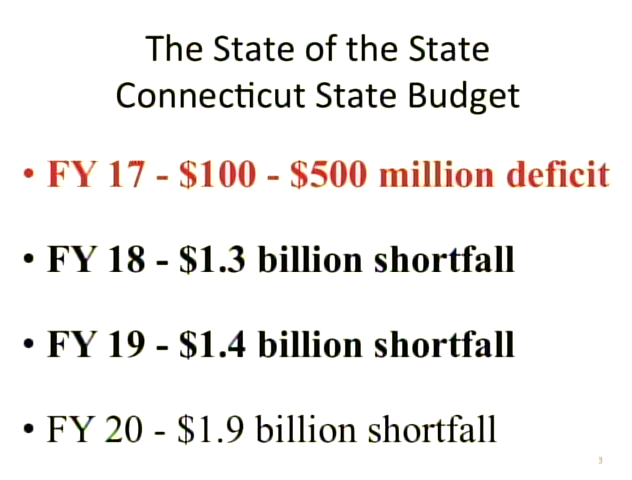 The State of the State
Connecticut State Budget
• FY 17 - $100 - $500 million deficit
• FY 18 - $1.3 billion shortfall
• FY 19 - $1.4 billion shortfall
• FY 20 - $1.9 billion shortfall
3